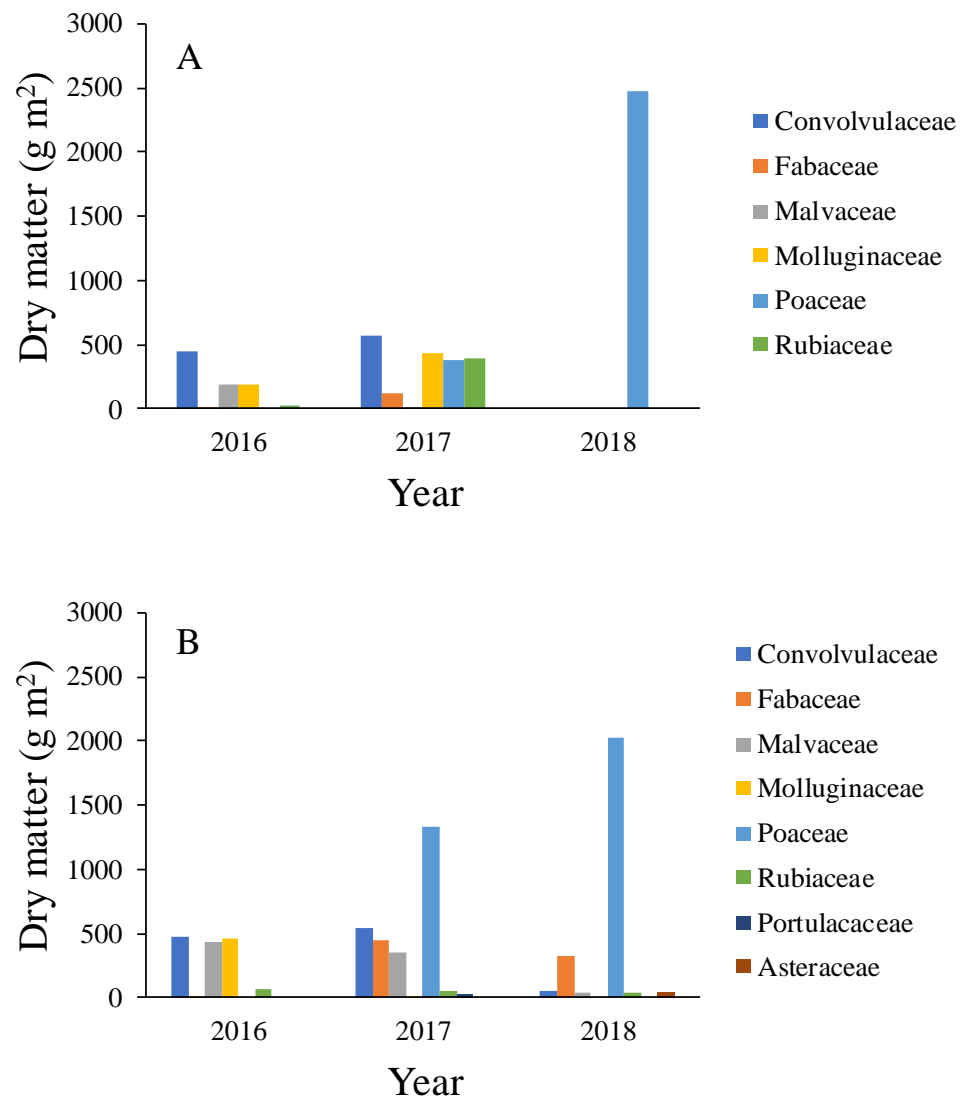 A
3000
2500
2000
1500
1000
500
0
Dry matter (g m²)
2016 2017 2018
Year
Convolvulaceae
Fabaceae
Malvaceae
Molluginaceae
Poaceae
Rubiaceae
B
3000
2500
2000
1500
1000
500
0
Dry matter (g m²)
2016 2017 2018
Year
Convolvulaceae
Fabaceae
Malvaceae
Molluginaceae
Poaceae
Rubiaceae
Portulacaceae
Asteraceae